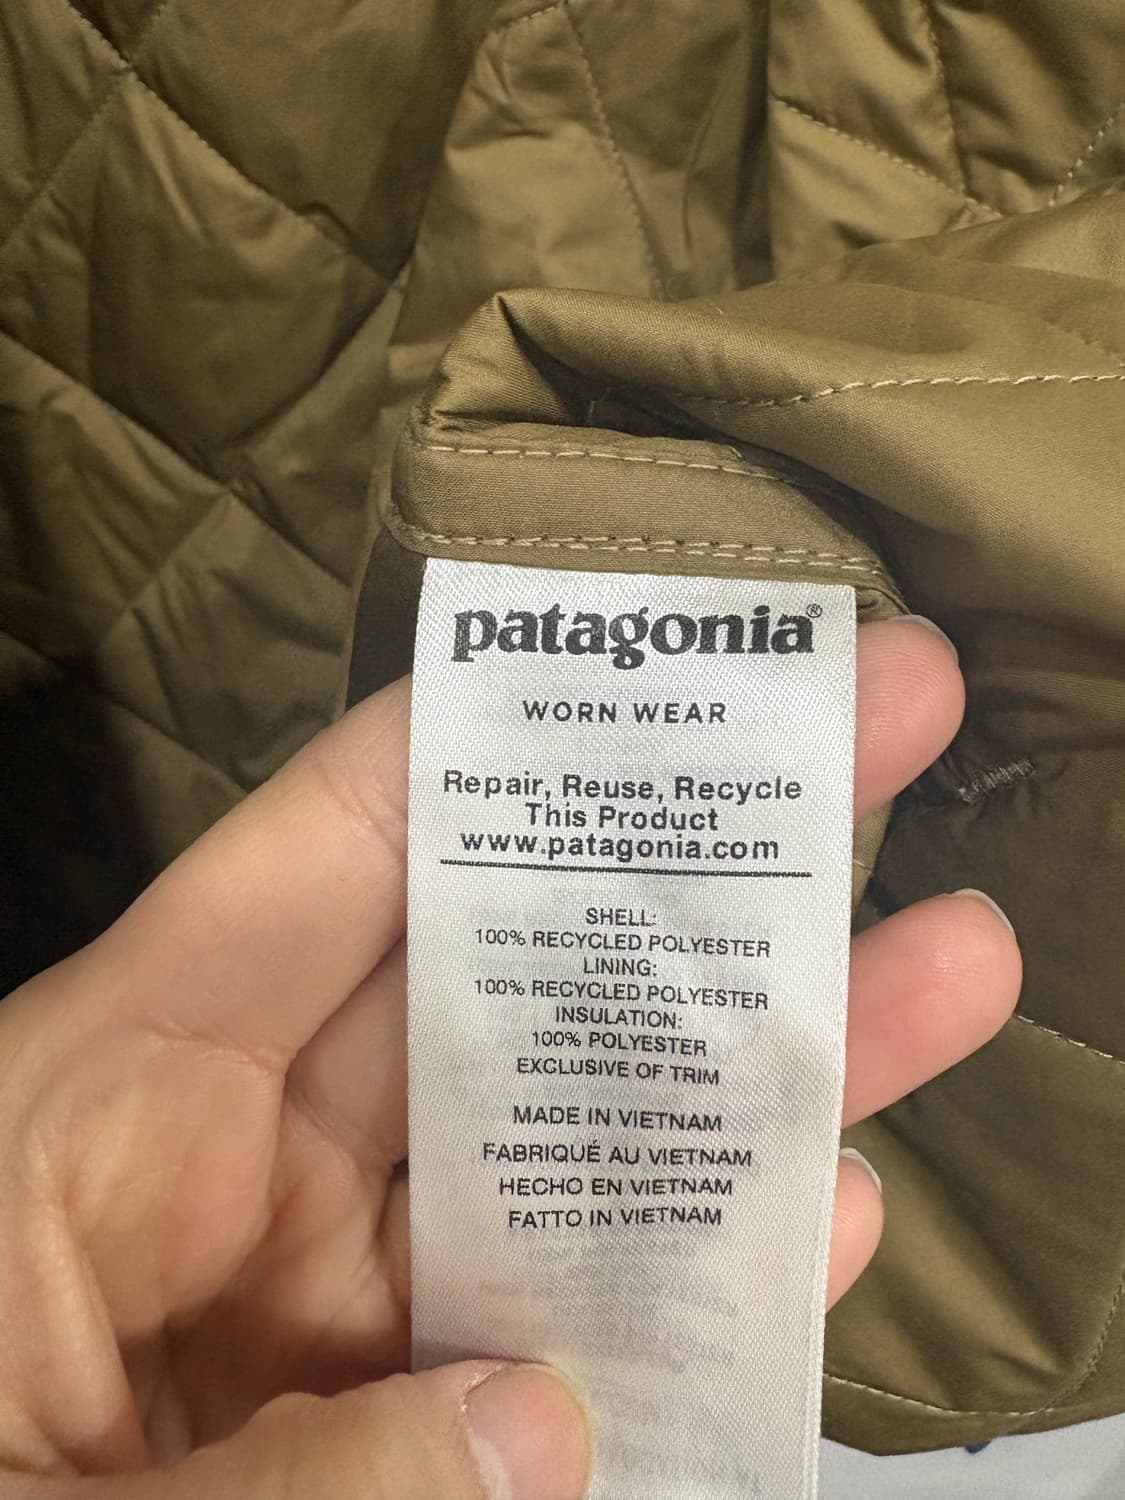 patagonia®
WORN WEAR
Repair, Reuse, Recycle
This Product
www.patagonia.com
SHELL:
100% RECYCLED POLYESTER
LINING:
100% RECYCLED POLYESTER
INSULATION:
100% POLYESTER
EXCLUSIVE OF TRIM
MADE IN VIETNAM
FABRIQUÉ AU VIETNAM
HECHO EN VIETNAM
FATTO IN VIETNAM